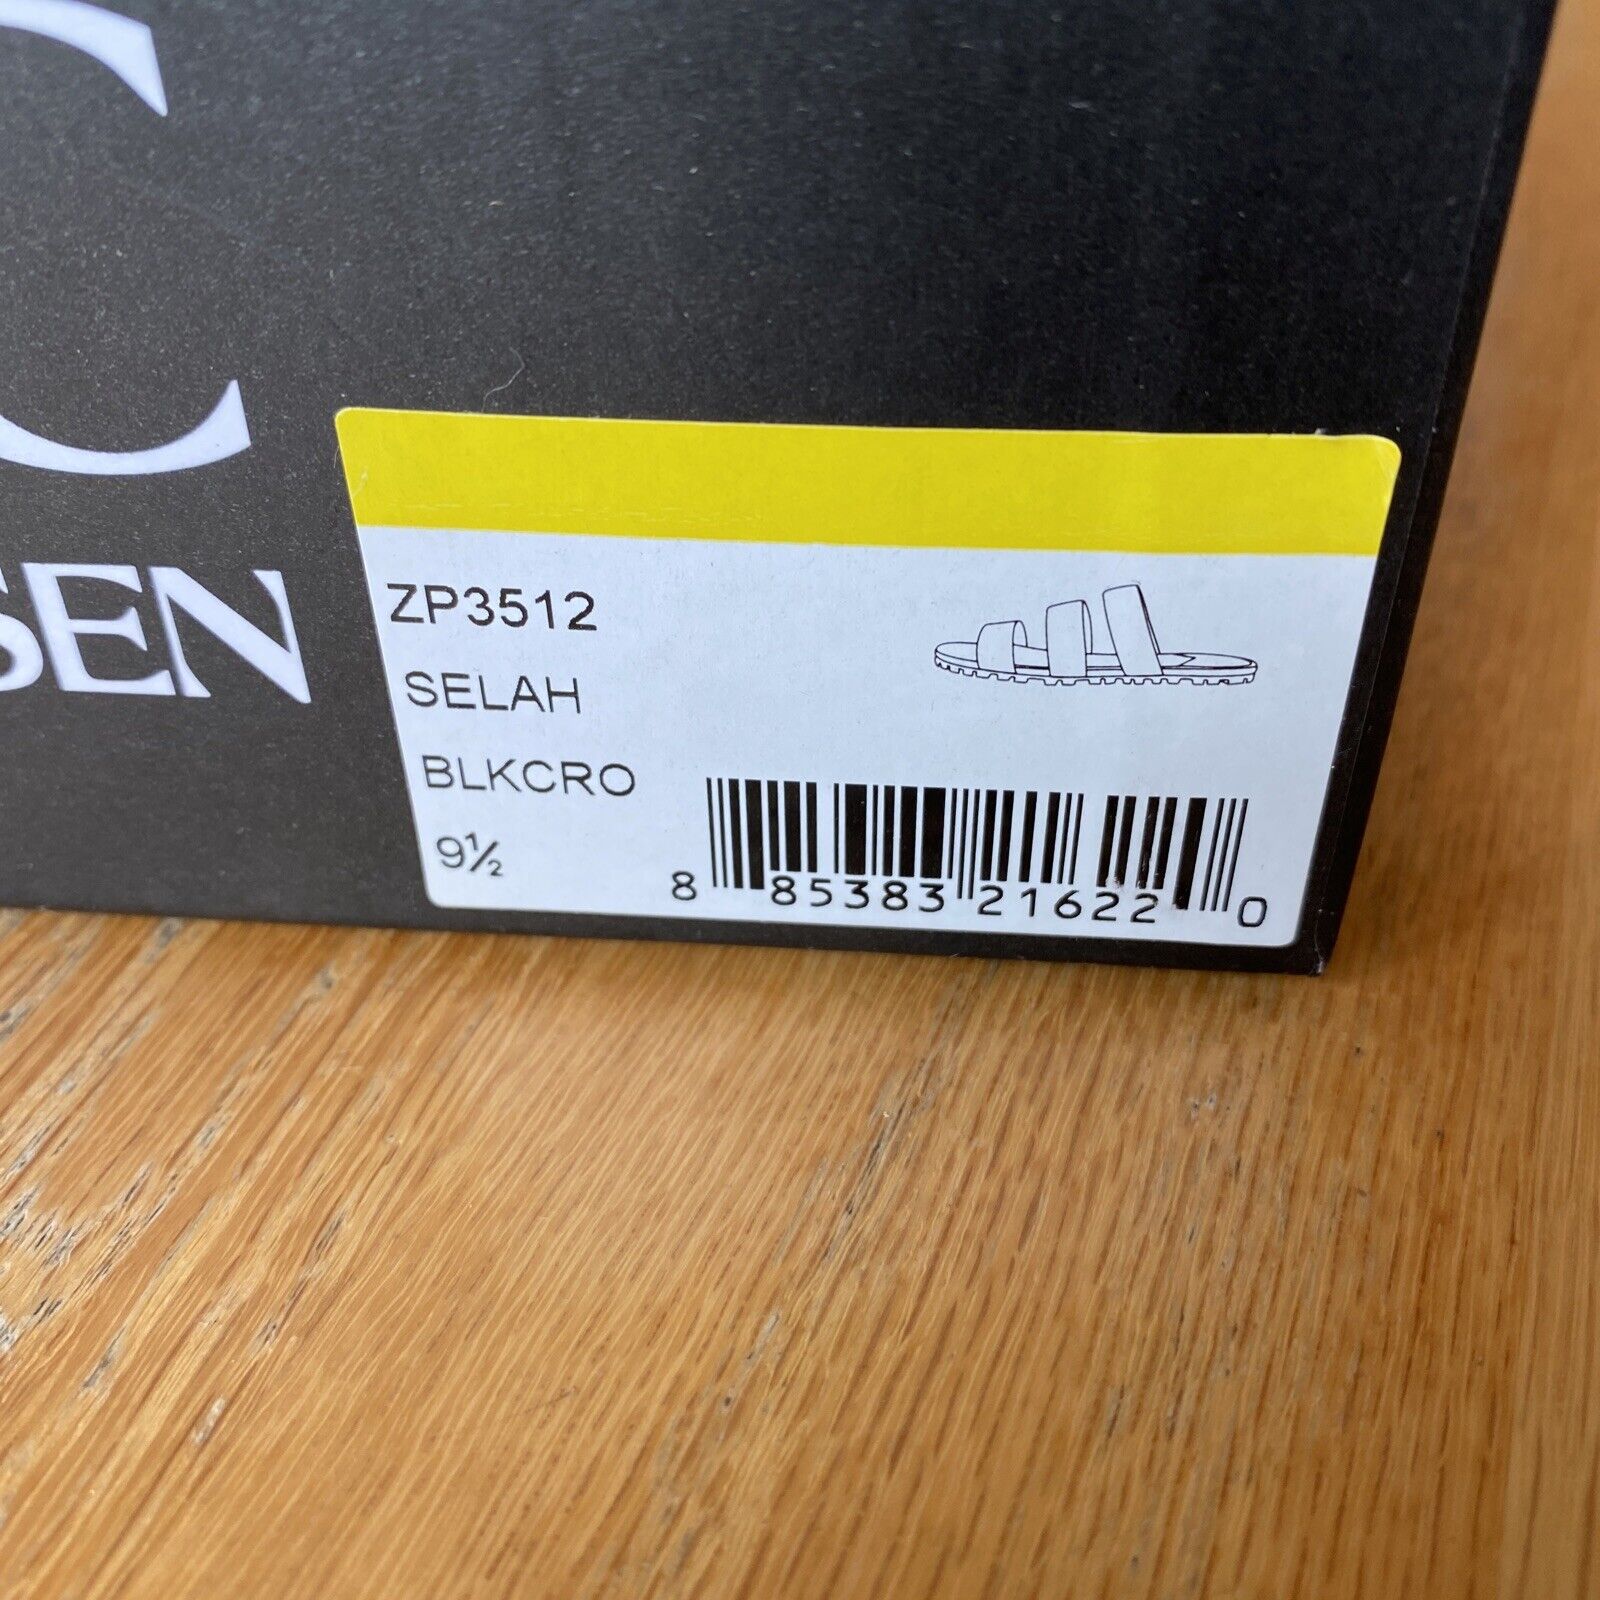 C
SEN
ZP3512
SELAH
BLKCRO
9½
8 85383 21622 0